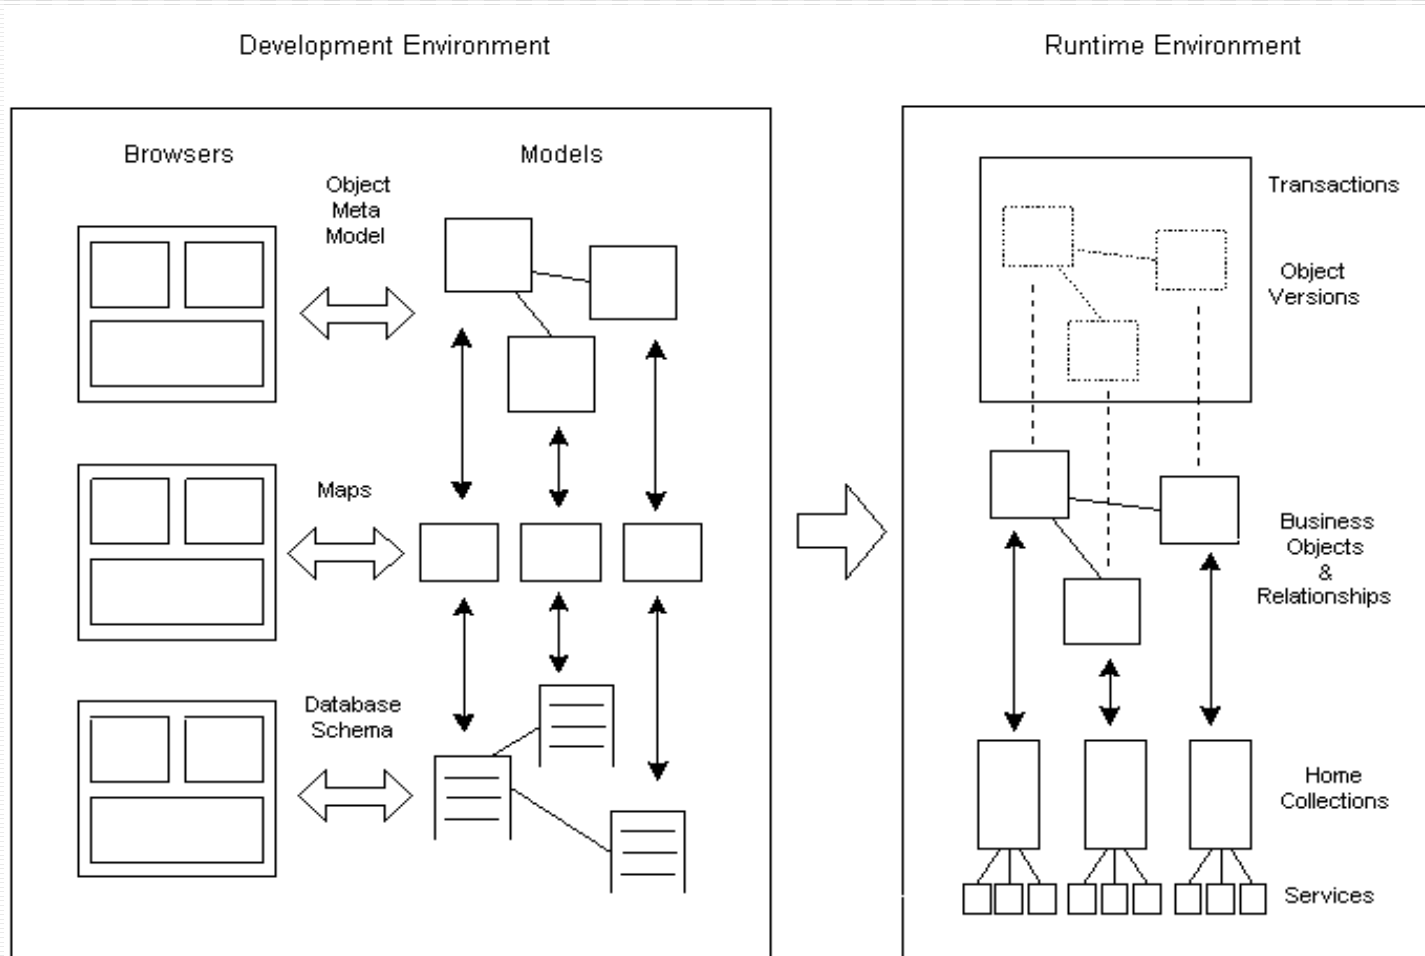 Development Environment
Runtime Environment
Browsers
Models
Object
Meta
Model
Maps
Database
Schema
Transactions
Object
Versions
Business
Objects
&
Relationships
Home
Collections
Services